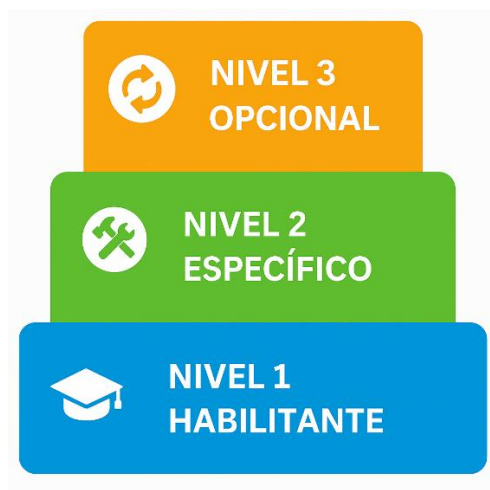 NIVEL 3
OPCIONAL
NIVEL 2
ESPECÍFICO
NIVEL 1
HABILITANTE